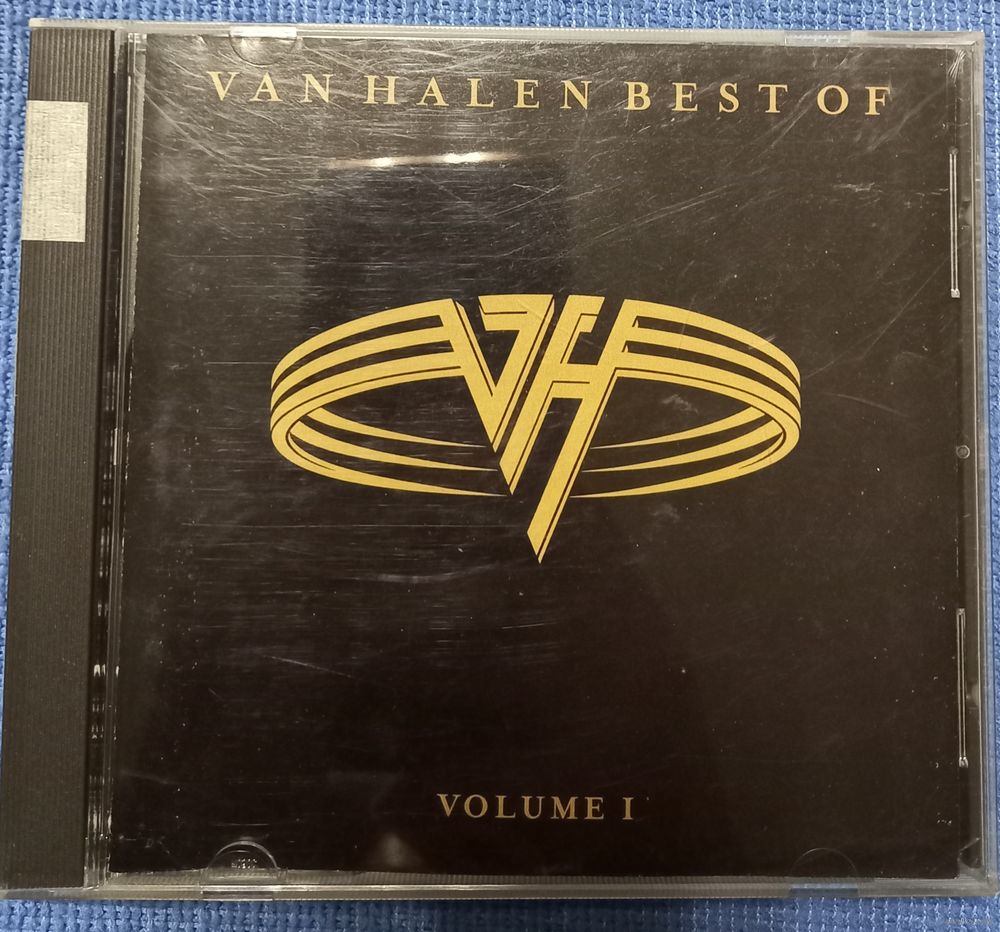 VAN HALEN BEST OF
VH
VOLUME I